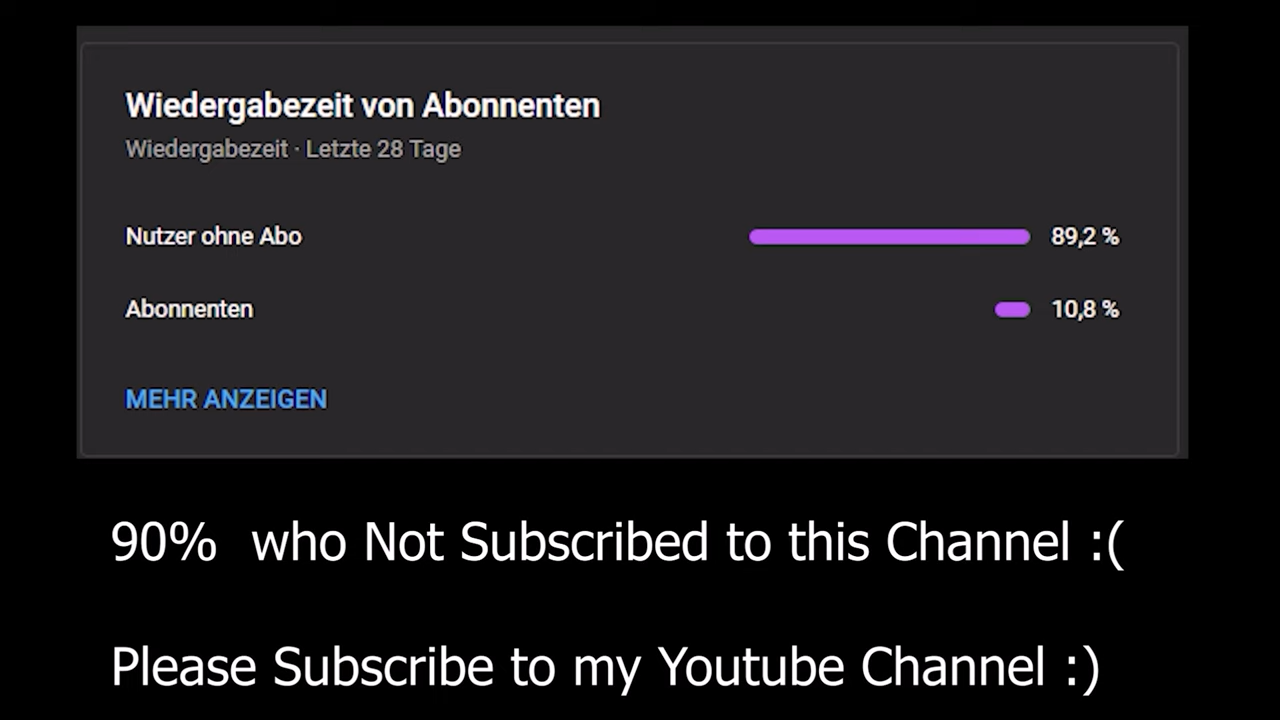 Wiedergabezeit von Abonnenten
Wiedergabezeit · Letzte 28 Tage
Nutzer ohne Abo 89,2 %
Abonnenten 10,8 %
MEHR ANZEIGEN
90% who Not Subscribed to this Channel :(
Please Subscribe to my Youtube Channel :)